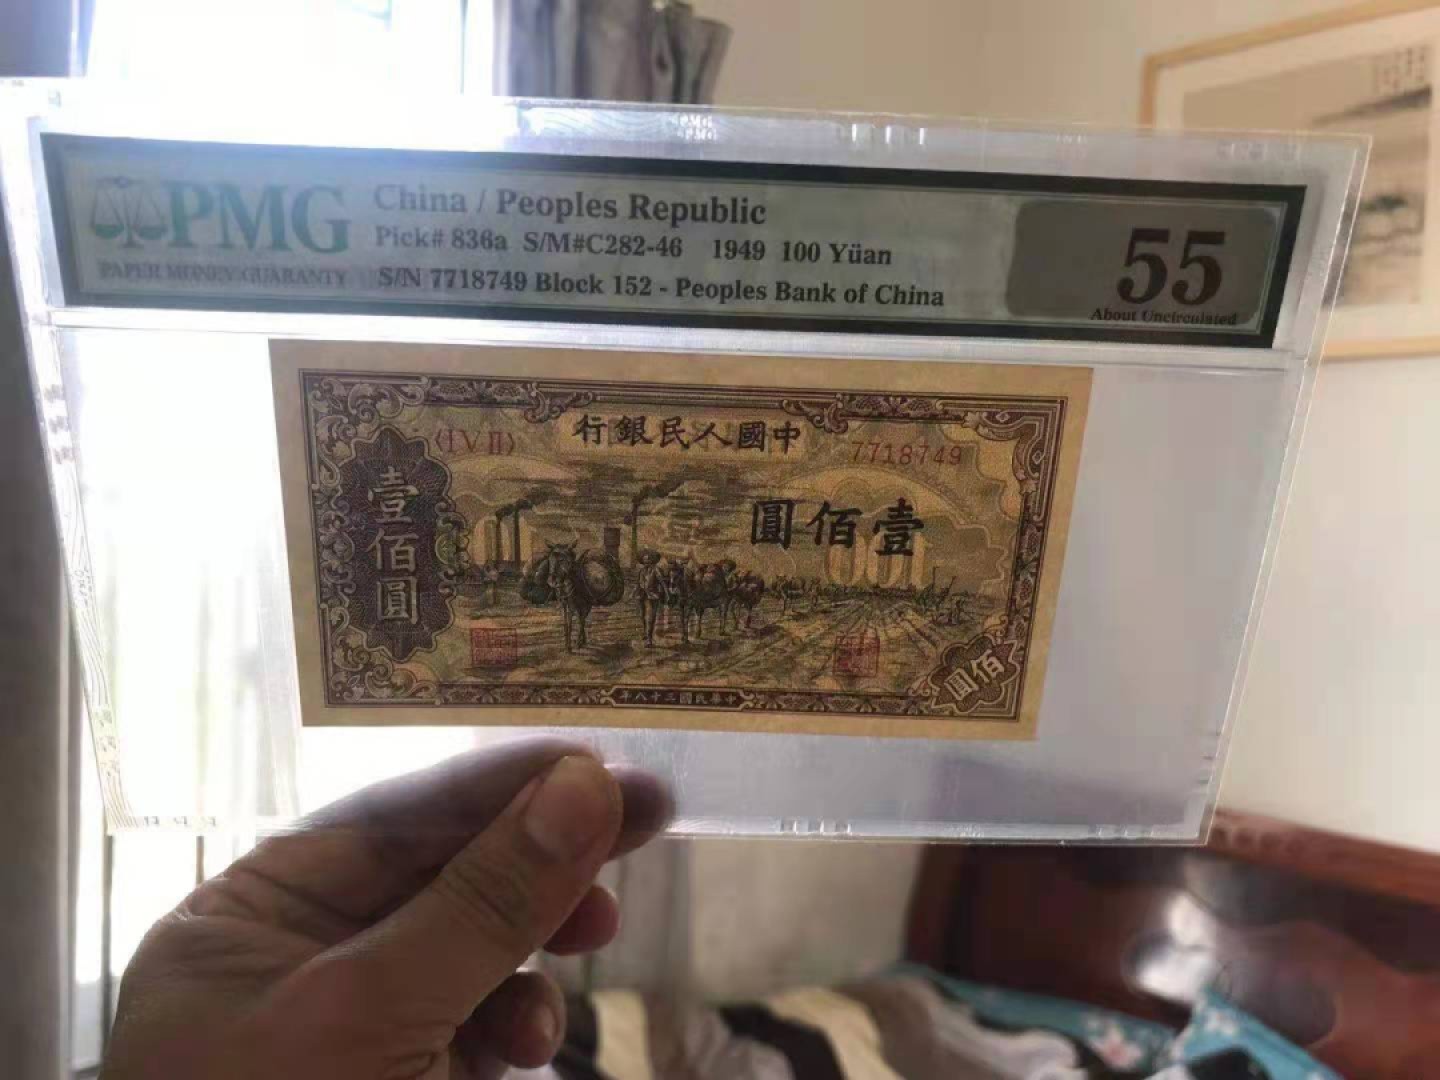 PMG
PAPER MONEY GUARANTY
China / Peoples Republic
Pick# 836a S/M#C282-46 1949 100 Yüan
S/N 7718749 Block 152 - Peoples Bank of China
55
About Uncirculated
行銀民人國中
(I V II)
7718749
壹佰圓
圓佰壹
100
佰圓
年八十三國民華中